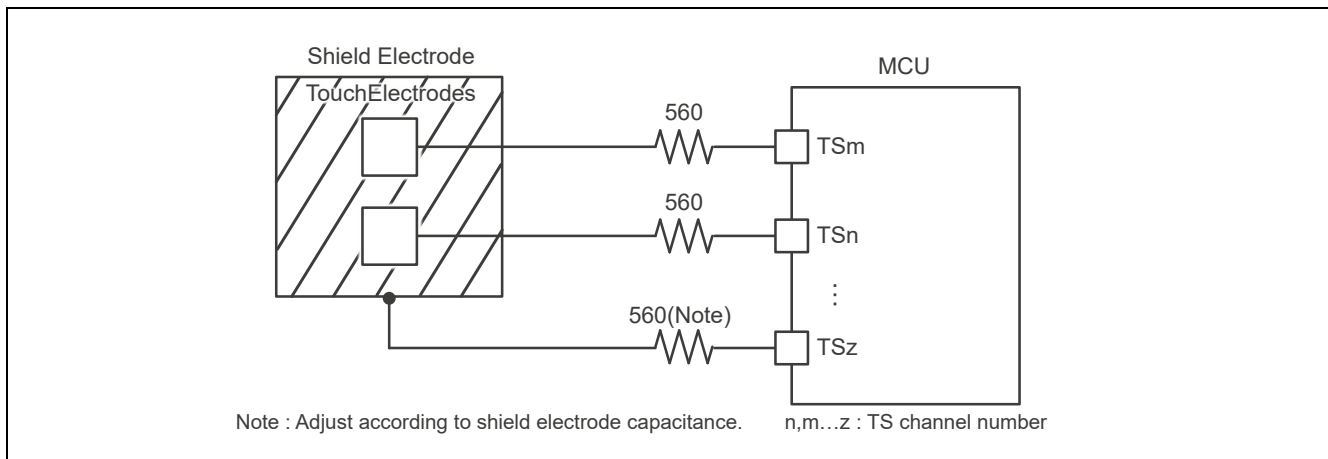 Shield Electrode
TouchElectrodes
MCU
560
TSm
560
TSn
⋮
560(Note)
TSz
Note : Adjust according to shield electrode capacitance.
n,m…z : TS channel number